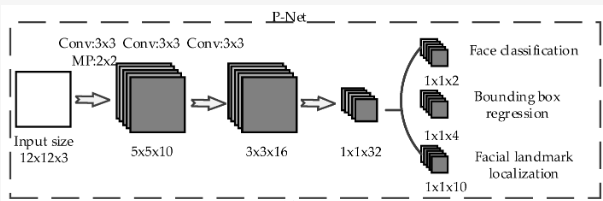 P-Net
Conv:3x3 Conv:3x3 Conv:3x3
MP:2x2
Face classification
1x1x2
Bounding box
regression
Input size
12x12x3
5x5x10
3x3x16
1x1x32
1x1x4
Facial landmark
localization
1x1x10